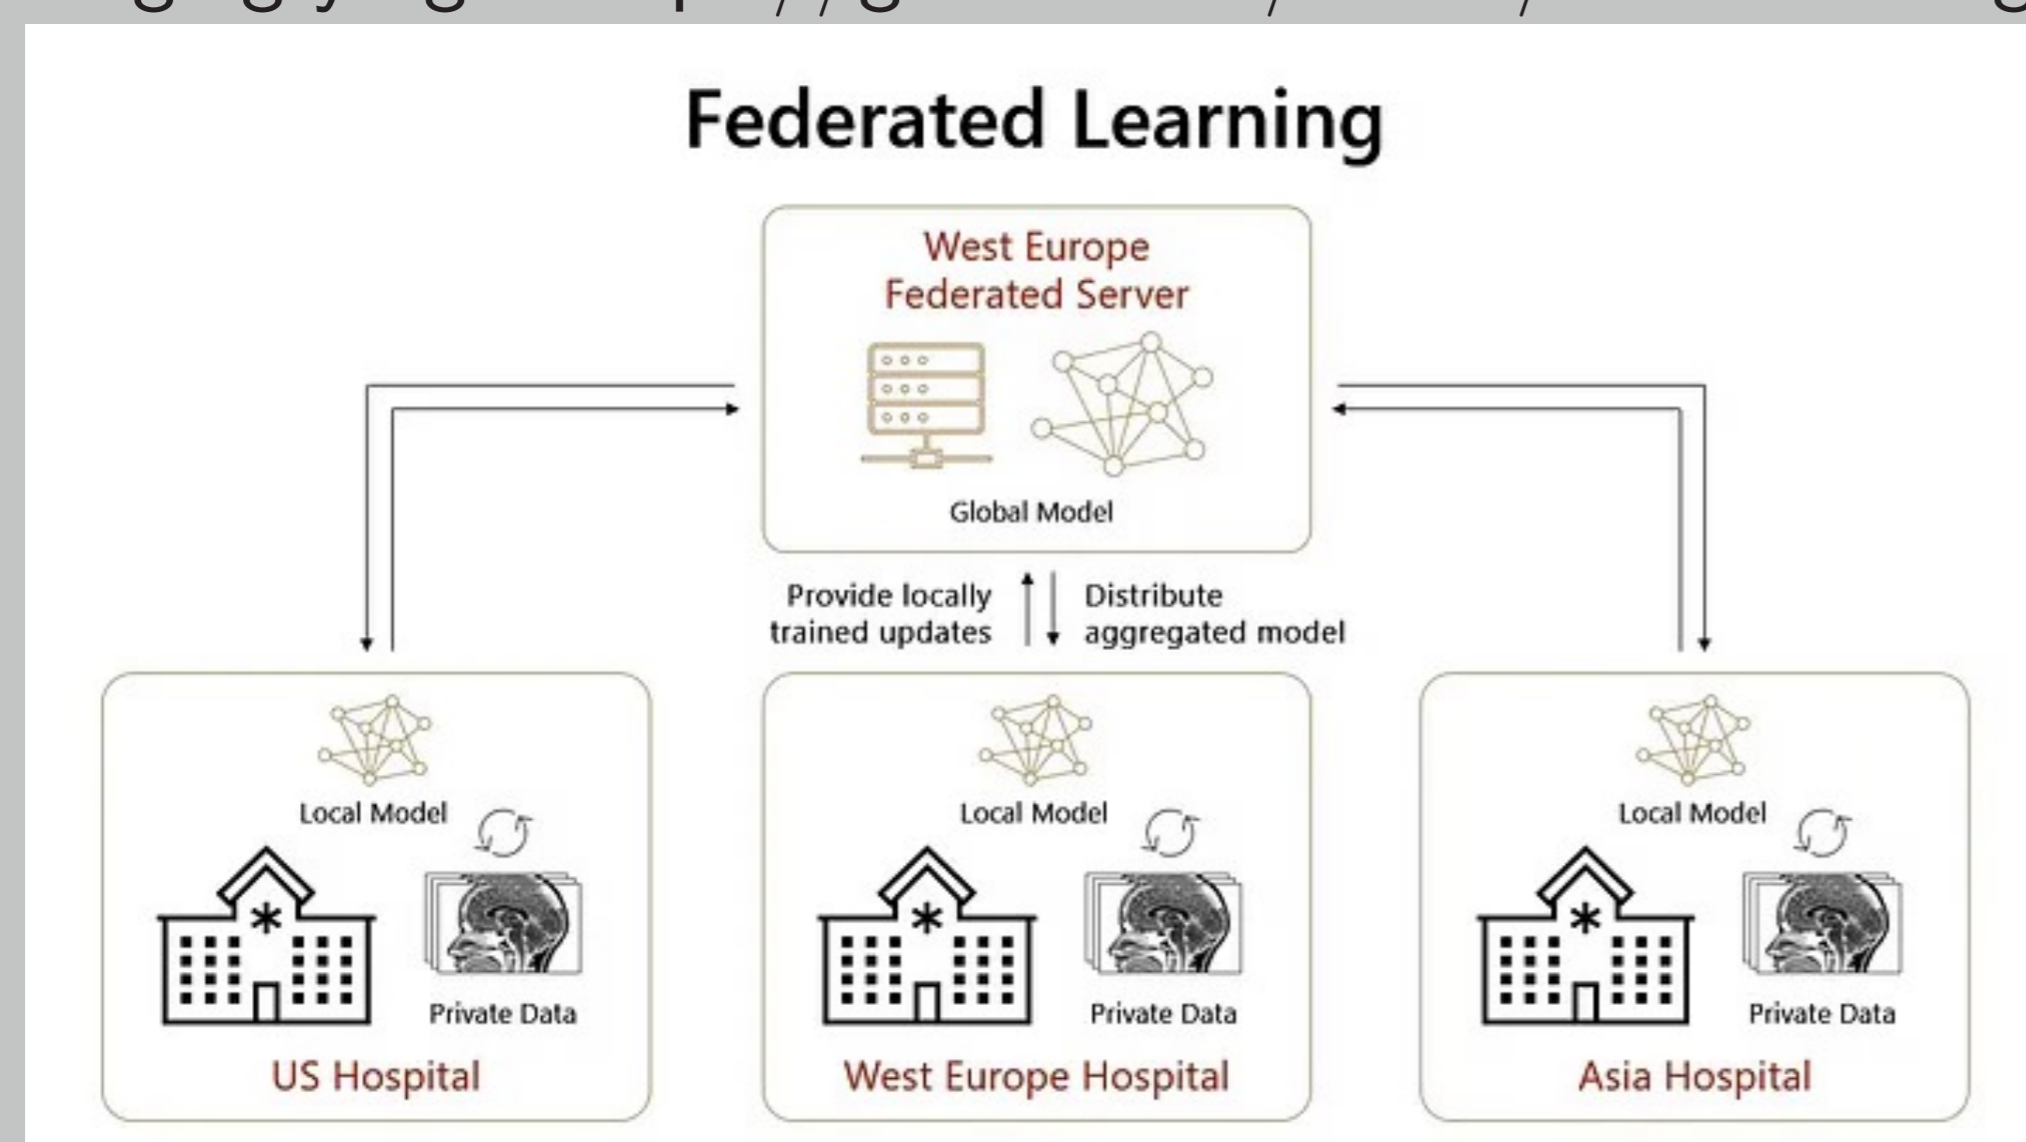 Federated Learning
West Europe
Federated Server
Global Model
Provide locally
trained updates
Distribute
aggregated model
Local Model
Private Data
US Hospital
Local Model
Private Data
West Europe Hospital
Local Model
Private Data
Asia Hospital